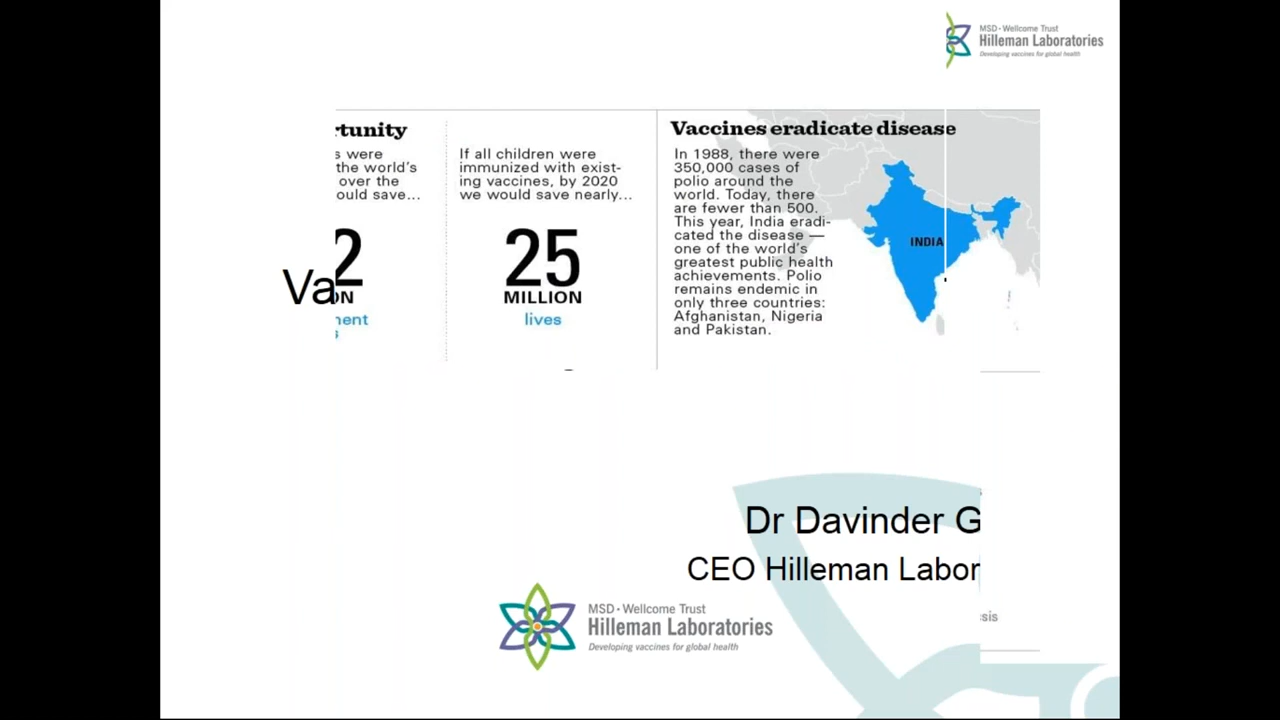 MSD • Wellcome Trust
Hilleman Laboratories
Developing vaccines for global health
rtunity
s were
the world's
over the
ould save...
2
ON
nent
s
If all children were
immunized with exist-
ing vaccines, by 2020
we would save nearly...
25
MILLION
lives
Vaccines eradicate disease
In 1988, there were
350,000 cases of
polio around the
world. Today, there
are fewer than 500.
This year, India eradi-
cated the disease —
one of the world's
greatest public health
achievements. Polio
remains endemic in
only three countries:
Afghanistan, Nigeria
and Pakistan.
INDIA
Va
Dr Davinder G
CEO Hilleman Labor
MSD • Wellcome Trust
Hilleman Laboratories
Developing vaccines for global health
sis